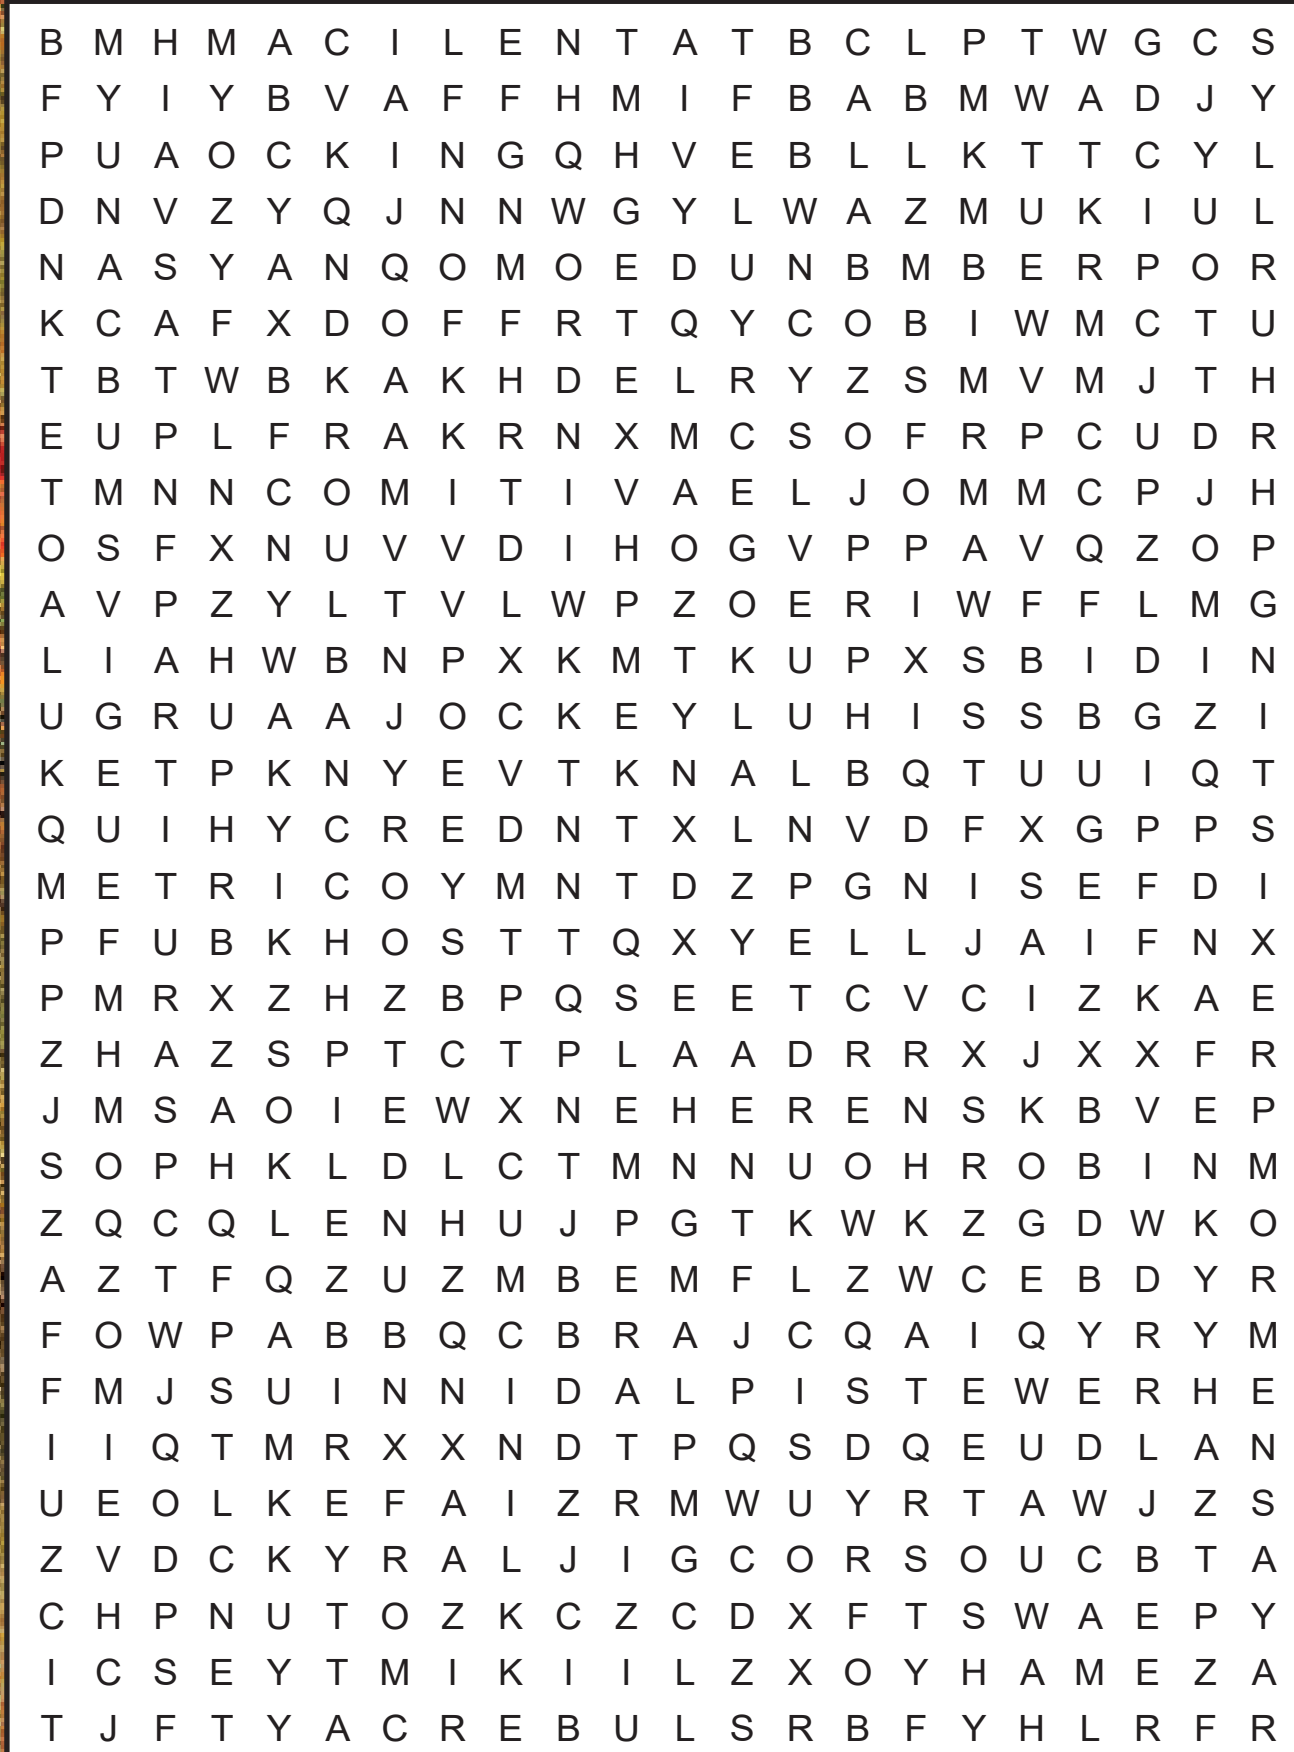 B M H M A C I L E N T A T B C L P T W G C S
F Y I Y B V A F F H M I F B A B M W A D J Y
P U A O C K I N G Q H V E B L L K T T C Y L
D N V Z Y Q J N N W G Y L W A Z M U K I U L
N A S Y A N Q O M O E D U N B M B E R P O R
K C A F X D O F F R T Q Y C O B I W M C T U
T B T W B K A K H D E L R Y Z S M V M J T H
E U P L F R A K R N X M C S O F R P C U D R
T M N N C O M I T I V A E L J O M M C P J H
O S F X N U V V D I H O G V P P A V Q Z O P
A V P Z Y L T V L W P Z O E R I W F F L M G
L I A H W B N P X K M T K U P X S B I D I N
U G R U A A J O C K E Y L U H I S S B G Z I
K E T P K N Y E V T K N A L B Q T U U I Q T
Q U I H Y C R E D N T X L N V D F X G P P S
M E T R I C O Y M N T D Z P G N I S E F D I
P F U B K H O S T T Q X Y E L L J A I F N X
P M R X Z H Z B P Q S E E T C V C I Z K A E
Z H A Z S P T C T P L A A D R R X J X X F R
J M S A O I E W X N E H E R E N S K B V E P
S O P H K L D L C T M N N U O H R O B I N M
Z Q C Q L E N H U J P G T K W K Z G D W K O
A Z T F Q Z U Z M B E M F L Z W C E B D Y R
F O W P A B B Q C B R A J C Q A I Q Y R Y M
F M J S U I N N I D A L P I S T E W E R H E
I I Q T M R X X N D T P Q S D Q E U D L A N
U E O L K E F A I Z R M W U Y R T A W J Z S
Z V D C K Y R A L J I G C O R S O U C B T A
C H P N U T O Z K C Z C D X F T S W A E P Y
I C S E Y T M I K I I L Z X O Y H A M E Z A
T J F T Y A C R E B U L S R B F Y H L R F R